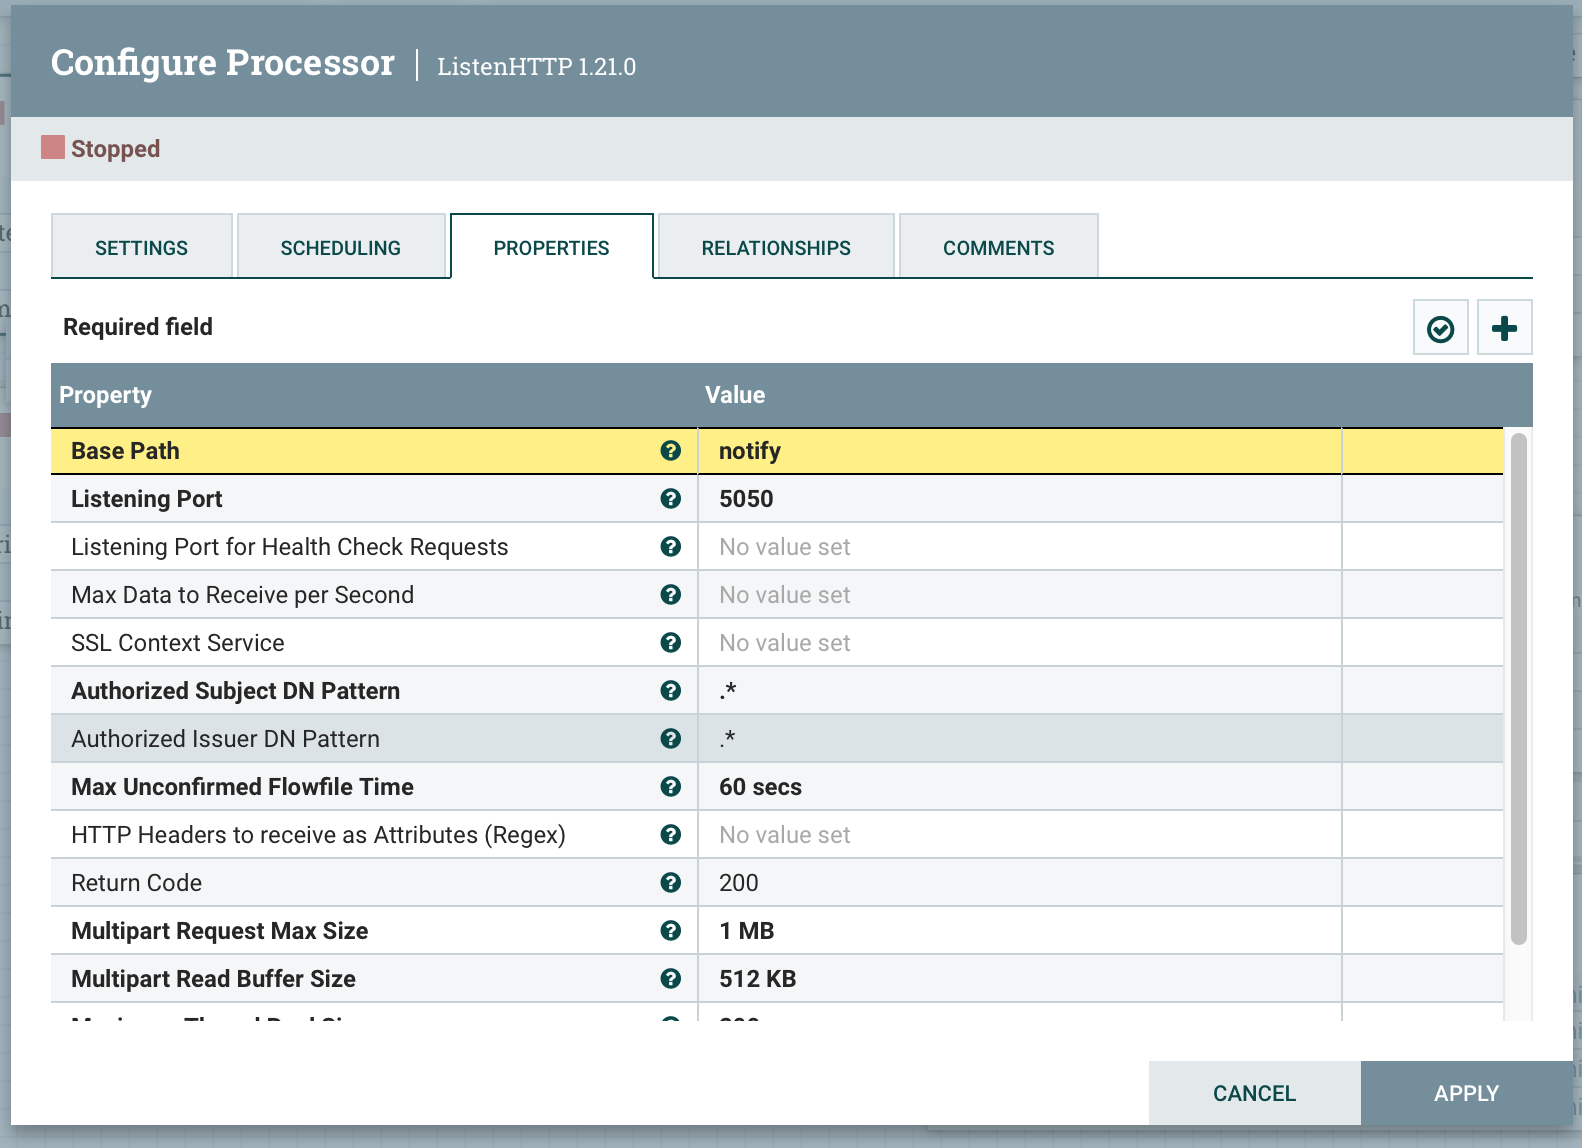 Configure Processor | ListenHTTP 1.21.0
Stopped
SETTINGS SCHEDULING PROPERTIES RELATIONSHIPS COMMENTS
Required field
Property Value
Base Path notify
Listening Port 5050
Listening Port for Health Check Requests No value set
Max Data to Receive per Second No value set
SSL Context Service No value set
Authorized Subject DN Pattern .*
Authorized Issuer DN Pattern .*
Max Unconfirmed Flowfile Time 60 secs
HTTP Headers to receive as Attributes (Regex) No value set
Return Code 200
Multipart Request Max Size 1 MB
Multipart Read Buffer Size 512 KB
CANCEL APPLY